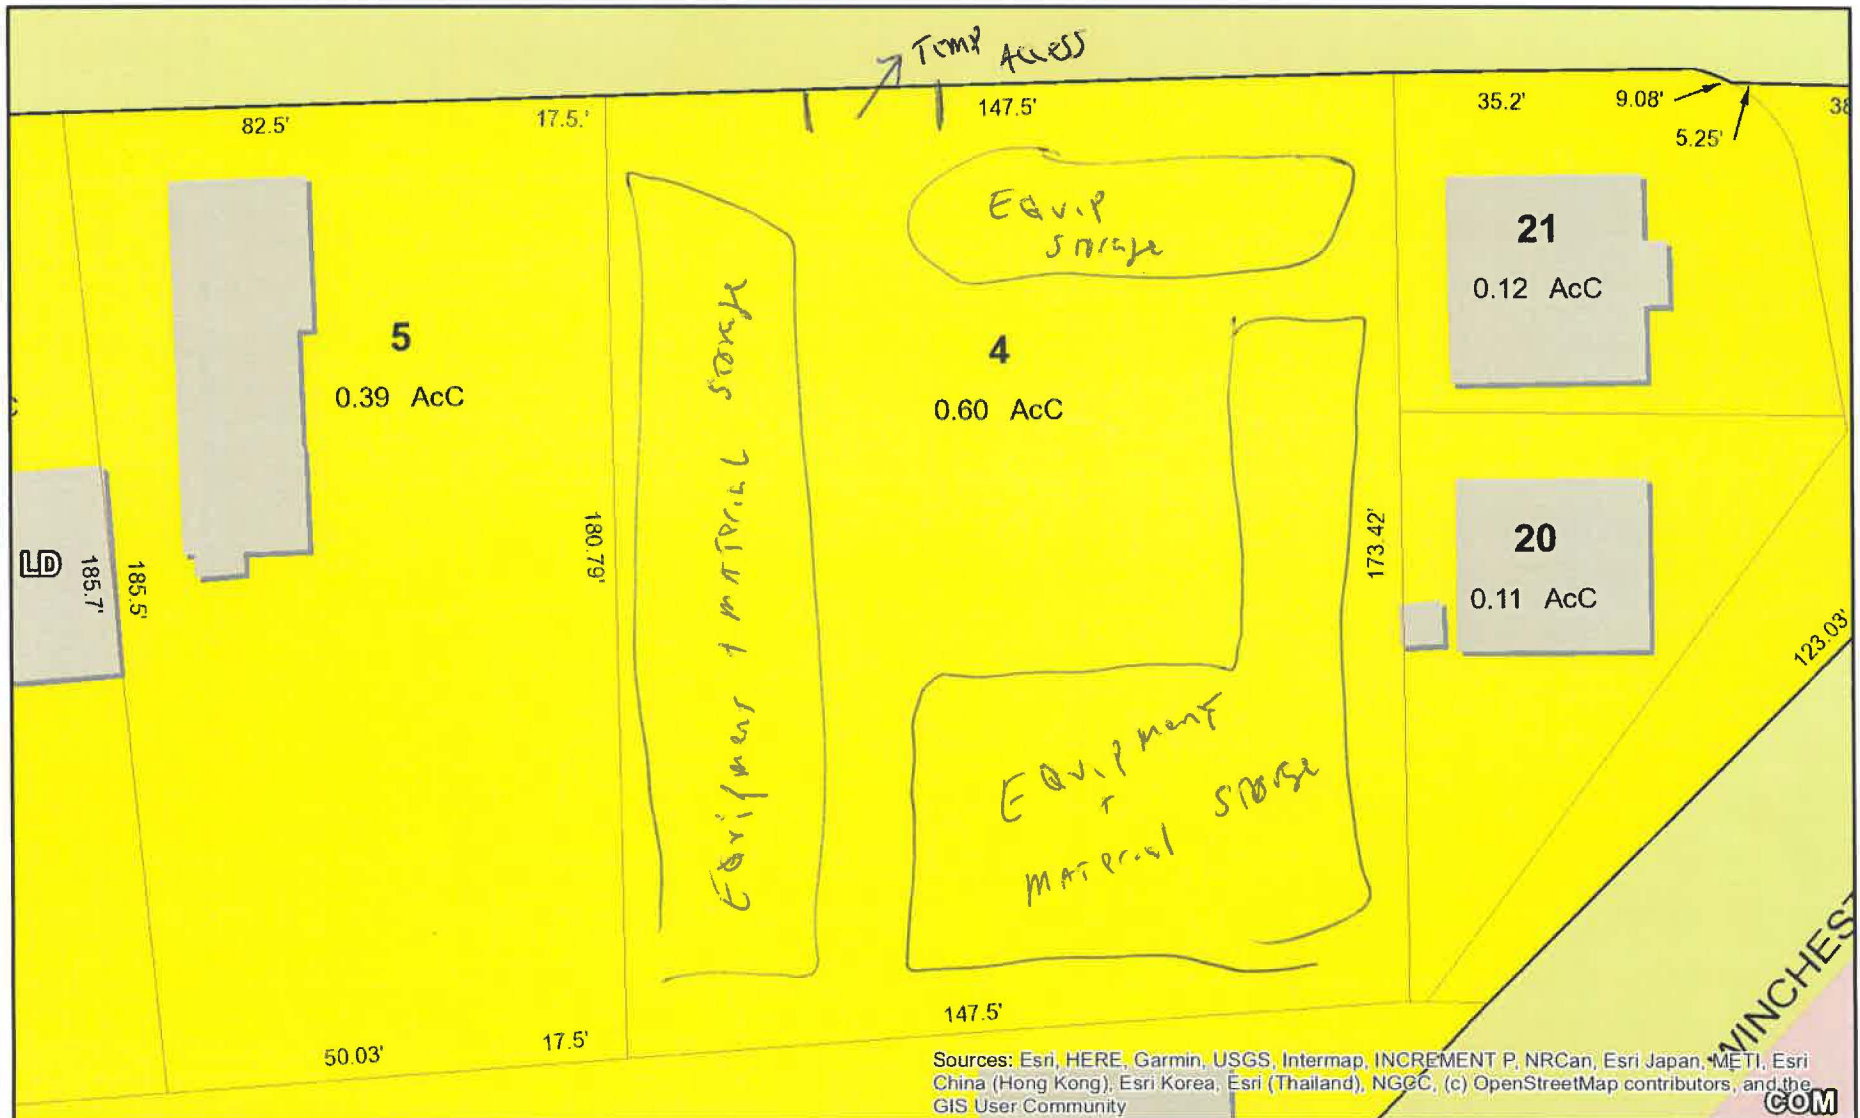 Temp Access
82.5'
17.5.'
147.5'
35.2'
9.08'
38
5.25'
Equip
Storage
21
0.12 AcC
5
0.39 AcC
4
0.60 AcC
Equipment + Material Storage
180.79'
173.42'
20
0.11 AcC
LD
185.7'
185.5'
123.03'
Equipment
+
Material Storage
WINCHEST
147.5'
17.5'
50.03'
Sources: Esri, HERE, Garmin, USGS, Intermap, INCREMENT P, NRCan, Esri Japan, METI, Esri
China (Hong Kong), Esri Korea, Esri (Thailand), NGCC, (c) OpenStreetMap contributors, and the
GIS User Community
COM